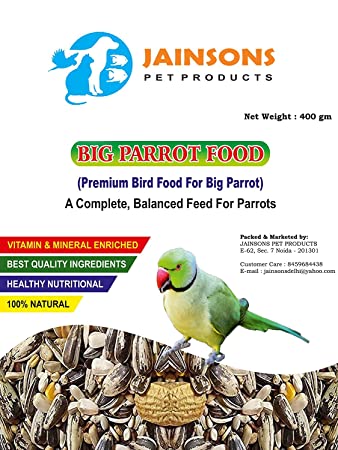 JAINSONS
PET PRODUCTS
Net Weight : 400 gm
BIG PARROT FOOD
(Premium Bird Food For Big Parrot)
A Complete, Balanced Feed For Parrots
VITAMIN & MINERAL ENRICHED
BEST QUALITY INGREDIENTS
HEALTHY NUTRITIONAL
100% NATURAL
Packed & Marketed by:
JAINSONS PET PRODUCTS
E-62, Sec. 7 Noida - 201301
Customer Care : 8459684438
E-mail : jainsonsdelhi@yahoo.com